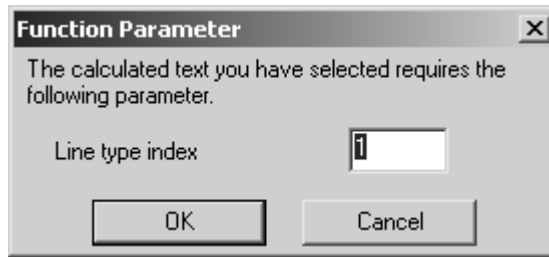 Function Parameter
The calculated text you have selected requires the
following parameter.
Line type index 1
OK Cancel